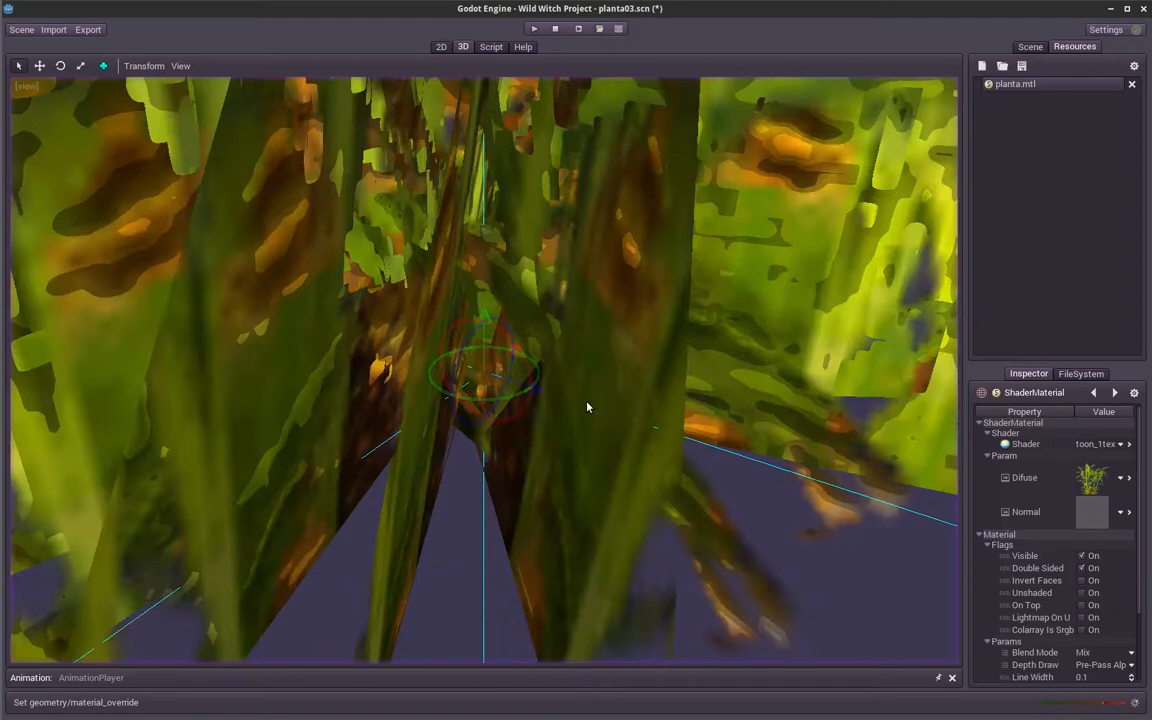 Godot Engine - Wild Witch Project - planta03.scn (*)
Scene Import Export
Settings
2D 3D Script Help
Scene Resources
Transform View
[view]
planta.mtl
Inspector FileSystem
ShaderMaterial
Property Value
ShaderMaterial
Shader
Shader toon_1tex
Param
Difuse
Normal
Material
Flags
Visible On
Double Sided On
Invert Faces On
Unshaded On
On Top On
Lightmap On U On
Colarray Is Srgb On
Params
Blend Mode Mix
Depth Draw Pre-Pass Alp
Line Width 0.1
Animation: AnimationPlayer
Set geometry/material_override